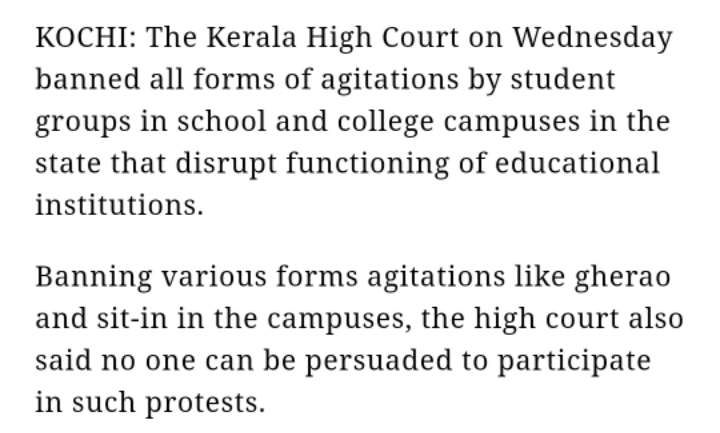 KOCHI: The Kerala High Court on Wednesday
banned all forms of agitations by student
groups in school and college campuses in the
state that disrupt functioning of educational
institutions.
Banning various forms agitations like gherao
and sit-in in the campuses, the high court also
said no one can be persuaded to participate
in such protests.